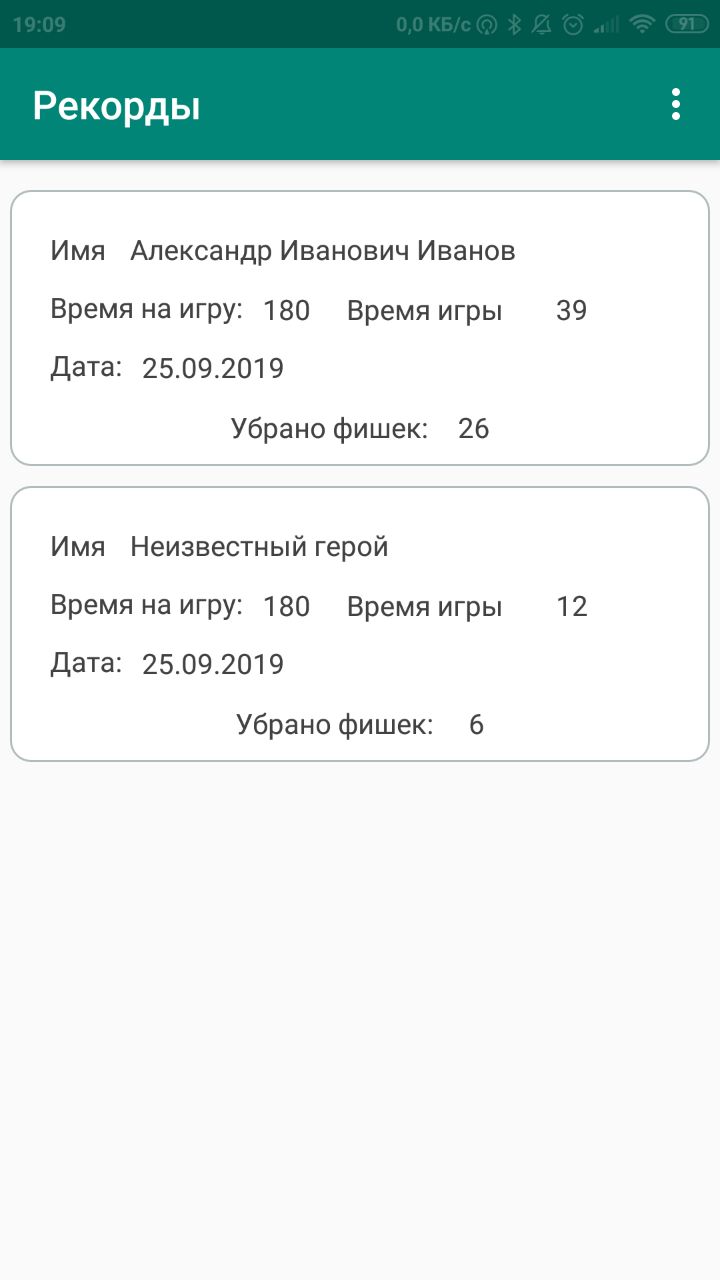 19:09 0,0 КБ/с 91
Рекорды
Имя Александр Иванович Иванов
Время на игру: 180 Время игры 39
Дата: 25.09.2019
Убрано фишек: 26
Имя Неизвестный герой
Время на игру: 180 Время игры 12
Дата: 25.09.2019
Убрано фишек: 6